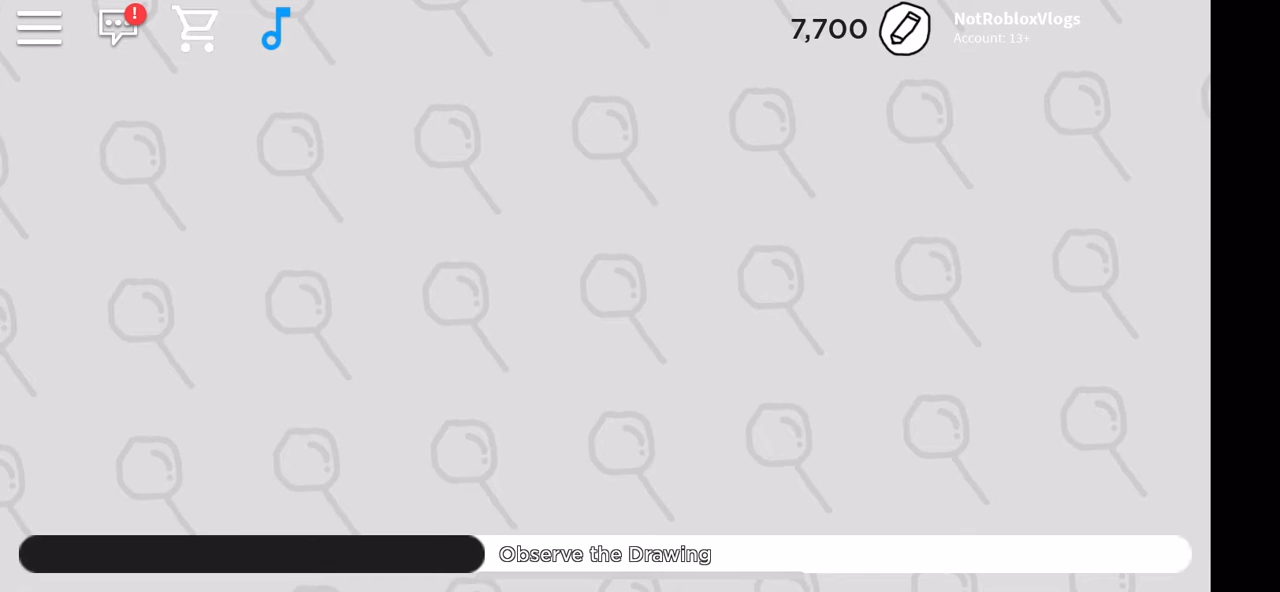 !
7,700
NotRobloxVlogs
Account: 13+
Observe the Drawing